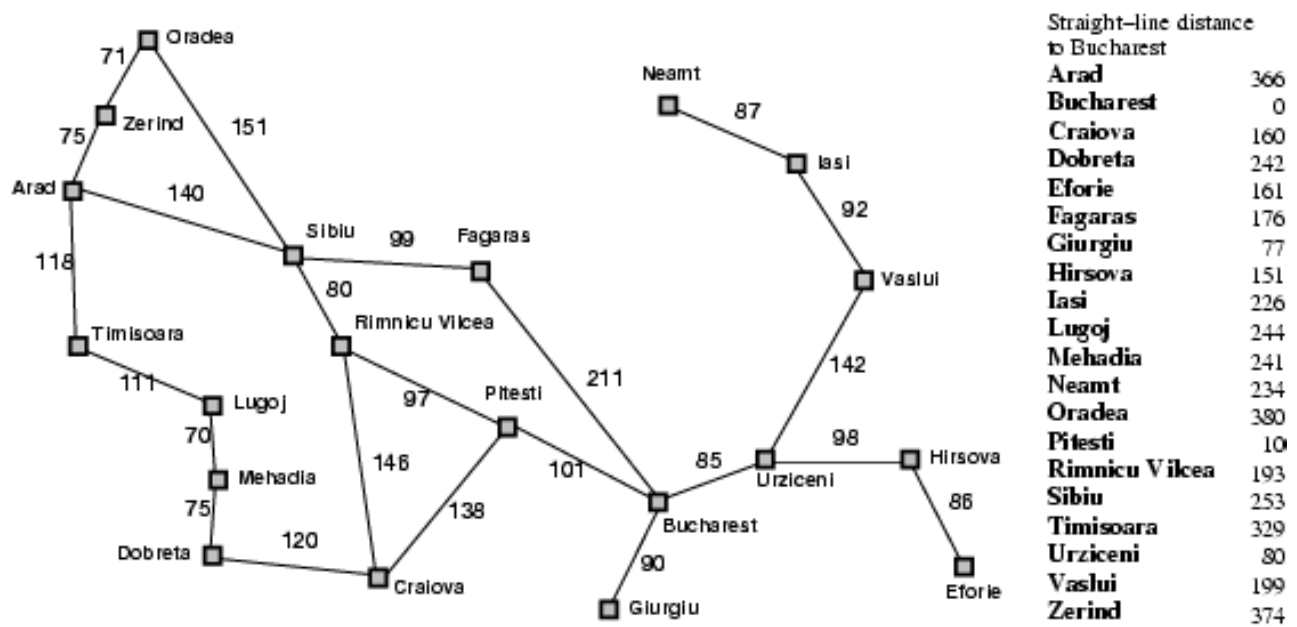 Oradea
71
Neamt
87
Zerind
151
75
Iasi
Arad
140
92
Sibiu
99
Fagaras
118
80
Vaslui
Timisoara
Rimnicu Vilcea
111
211
142
Lugoj
97
Pitesti
70
98
146
85
Hirsova
Mehadia
101
Urziceni
75
138
86
Bucharest
Dobreta
120
90
Craiova
Eforie
Giurgiu
Straight–line distance
to Bucharest
Arad 366
Bucharest 0
Craiova 160
Dobreta 242
Eforie 161
Fagaras 176
Giurgiu 77
Hirsova 151
Iasi 226
Lugoj 244
Mehadia 241
Neamt 234
Oradea 380
Pitesti 10
Rimnicu Vilcea 193
Sibiu 253
Timisoara 329
Urziceni 80
Vaslui 199
Zerind 374